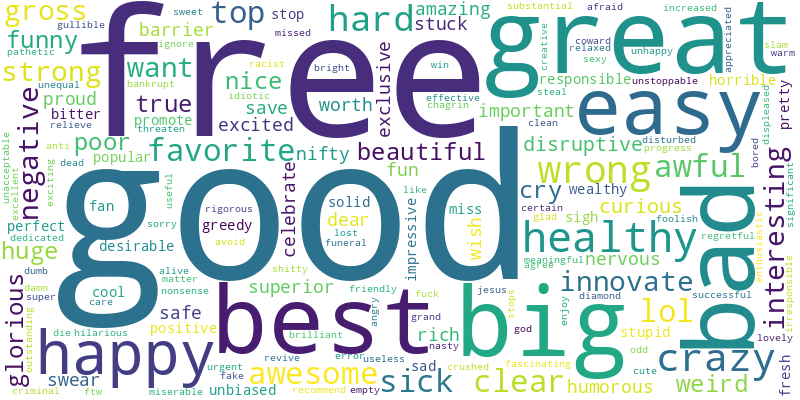 gross
sweet
stop
top
hard
amazing
stuck
great
substantial
afraid
increased
gullible
barrier
funny
pathetic
ignore
free
missed
creative
coward
relaxed
sexy
unhappy
appreciated
slam
warm
strong
want
racist
bright
exclusive
win
responsible
unstoppable
horrible
unequal
bankrupt
nice
idiotic
effective
chagrin
steal
easy
pretty
proud
true
save
worth
important
clean
negative
bitter
promote
excited
relieve
threaten
poor
favorite
nifty
beautiful
disruptive
disturbed
progress
displeased
bored
unacceptable
anti
popular
fun
wrong
awful
dead
exciting
excellent
useful
good
celebrate
like
cry
wealthy
significant
fan
rigorous
solid
miss
certain
curious
foolish
perfect
greedy
dear
impressive
wish
glad
sigh
healthy
regretful
enthusiastic
bad
interesting
dedicated
sorry
lost
huge
desirable
avoid
funeral
meaningful
nervous
agree
dumb
alive
matter
shitty
jesus
innovate
irresponsible
glorious
damn
super
cool
nonsense
superior
friendly
care
best
fuck
big
stops
diamond
successful
enjoy
safe
angry
grand
god
lol
outstanding
die
hilarious
positive
brilliant
rich
stupid
lovely
happy
nasty
odd
crazy
urgent
revive
error
useless
sad
crushed
fascinating
cute
fake
swear
awesome
sick
clear
humorous
weird
fresh
criminal
ftw
miserable
unbiased
recommend
empty